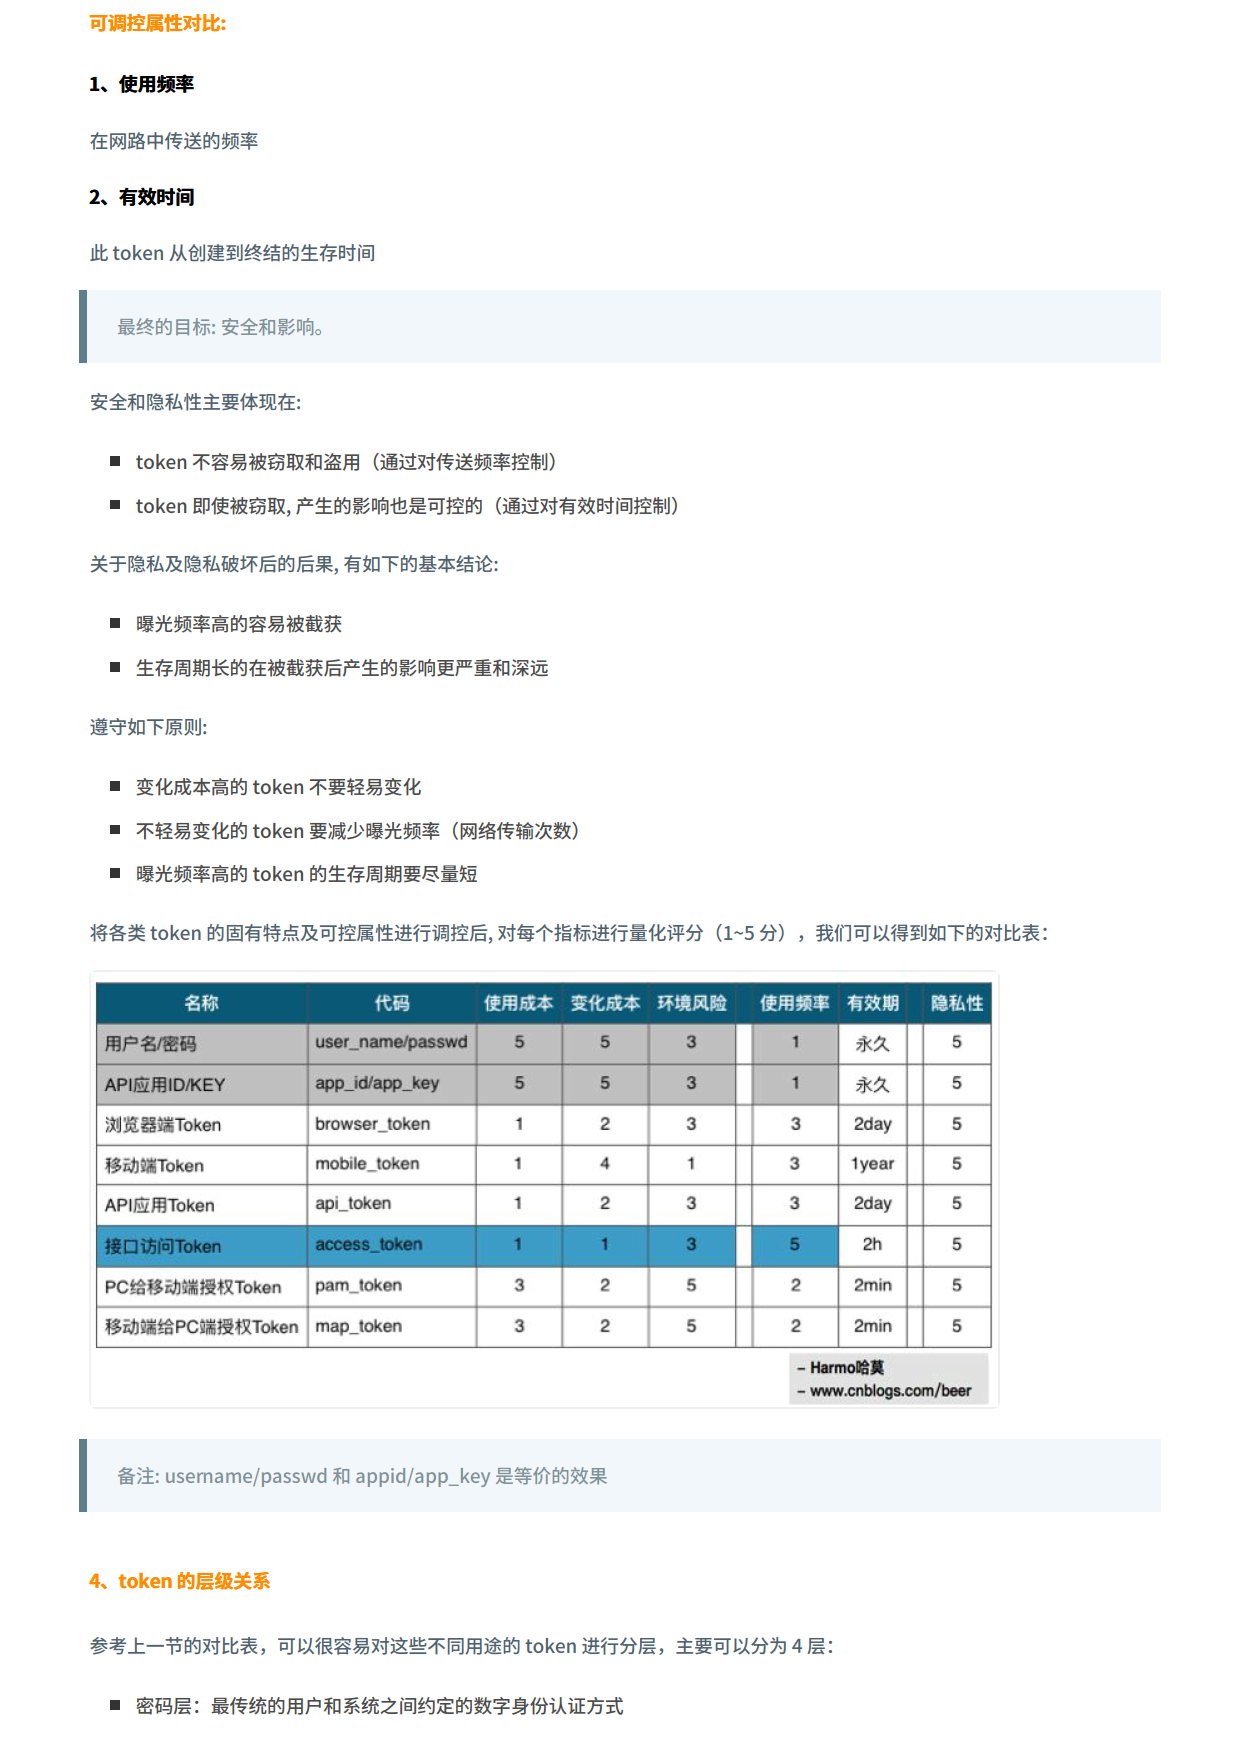 可调控属性对比:
1、使用频率
在网路中传送的频率
2、有效时间
此 token 从创建到终结的生存时间
最终的目标: 安全和影响。
安全和隐私性主要体现在:
■ token 不容易被窃取和盗用（通过对传送频率控制）
■ token 即使被窃取, 产生的影响也是可控的（通过对有效时间控制）
关于隐私及隐私破坏后的后果, 有如下的基本结论:
■ 曝光频率高的容易被截获
■ 生存周期长的在被截获后产生的影响更严重和深远
遵守如下原则:
■ 变化成本高的 token 不要轻易变化
■ 不轻易变化的 token 要减少曝光频率（网络传输次数）
■ 曝光频率高的 token 的生存周期要尽量短
将各类 token 的固有特点及可控属性进行调控后, 对每个指标进行量化评分（1~5 分），我们可以得到如下的对比表：
名称 代码 使用成本 变化成本 环境风险 使用频率 有效期 隐私性
用户名/密码 user_name/passwd 5 5 3 1 永久 5
API应用ID/KEY app_id/app_key 5 5 3 1 永久 5
浏览器端Token browser_token 1 2 3 3 2day 5
移动端Token mobile_token 1 4 1 3 1year 5
API应用Token api_token 1 2 3 3 2day 5
接口访问Token access_token 1 1 3 5 2h 5
PC给移动端授权Token pam_token 3 2 5 2 2min 5
移动端给PC端授权Token map_token 3 2 5 2 2min 5
– Harmo哈莫
– www.cnblogs.com/beer
备注: username/passwd 和 appid/app_key 是等价的效果
4、token 的层级关系
参考上一节的对比表，可以很容易对这些不同用途的 token 进行分层，主要可以分为 4 层：
■ 密码层：最传统的用户和系统之间约定的数字身份认证方式